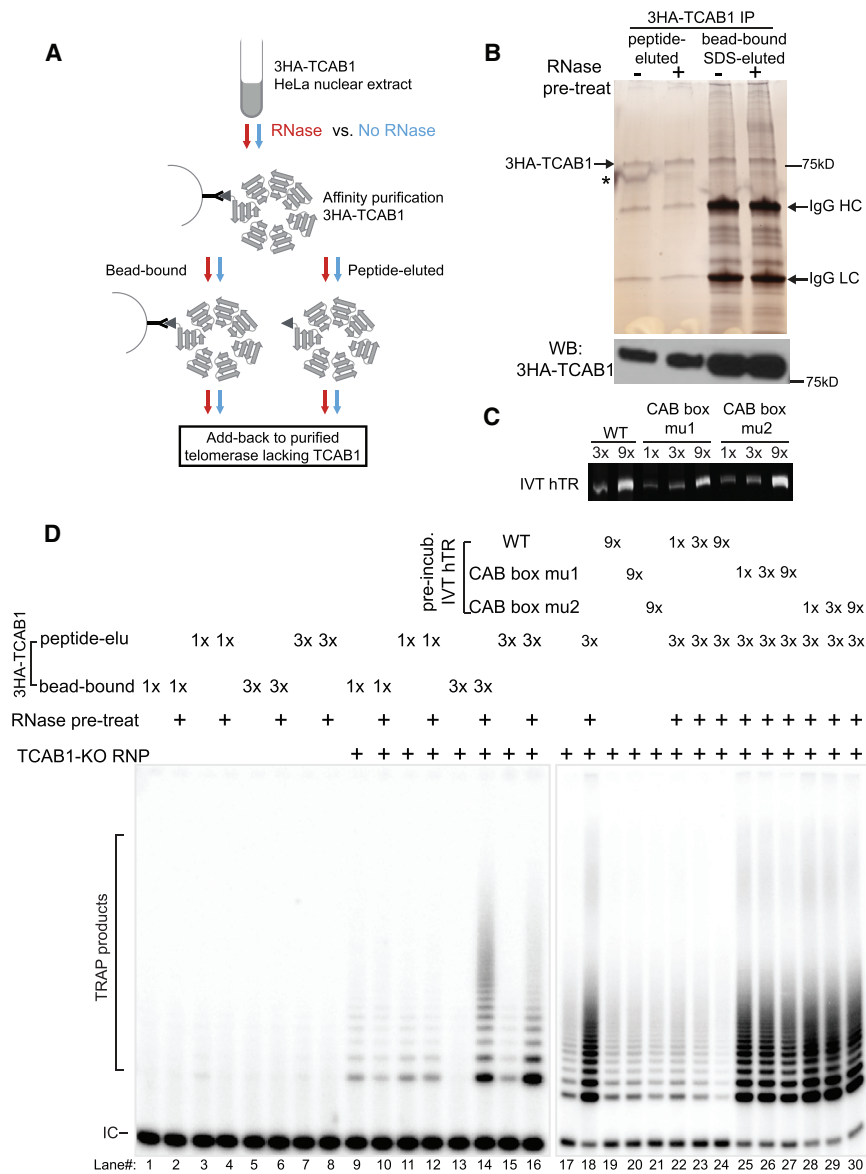 A
3HA-TCAB1
HeLa nuclear extract
RNase vs. No RNase
Affinity purification
3HA-TCAB1
Bead-bound
Peptide-eluted
Add-back to purified
telomerase lacking TCAB1
B
3HA-TCAB1 IP
peptide-
eluted
bead-bound
SDS-eluted
RNase
pre-treat
- + - +
3HA-TCAB1
*
75kD
IgG HC
IgG LC
WB:
3HA-TCAB1
75kD
C
WT
CAB box
mu1
CAB box
mu2
3x 9x 1x 3x 9x 1x 3x 9x
IVT hTR
D
pre-incub.
IVT hTR
WT 9x 1x 3x 9x
CAB box mu1 9x 1x 3x 9x
CAB box mu2 9x 1x 3x 9x
3HA-TCAB1
peptide-elu 1x 1x 3x 3x 1x 1x 3x 3x 3x 3x 3x 3x 3x 3x 3x 3x 3x 3x
bead-bound 1x 1x 3x 3x 1x 1x 3x 3x
RNase pre-treat + + + + + + + + + + + + + + + + + +
TCAB1-KO RNP + + + + + + + + + + + + + + + + + + + + + +
TRAP products
IC
Lane#: 1 2 3 4 5 6 7 8 9 10 11 12 13 14 15 16 17 18 19 20 21 22 23 24 25 26 27 28 29 30